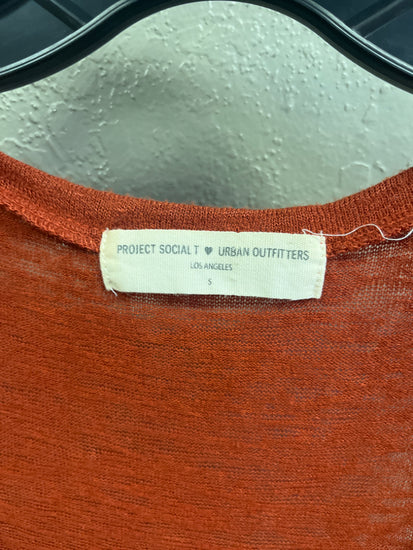 PROJECT SOCIAL T ♥ URBAN OUTFITTERS
LOS ANGELES
S